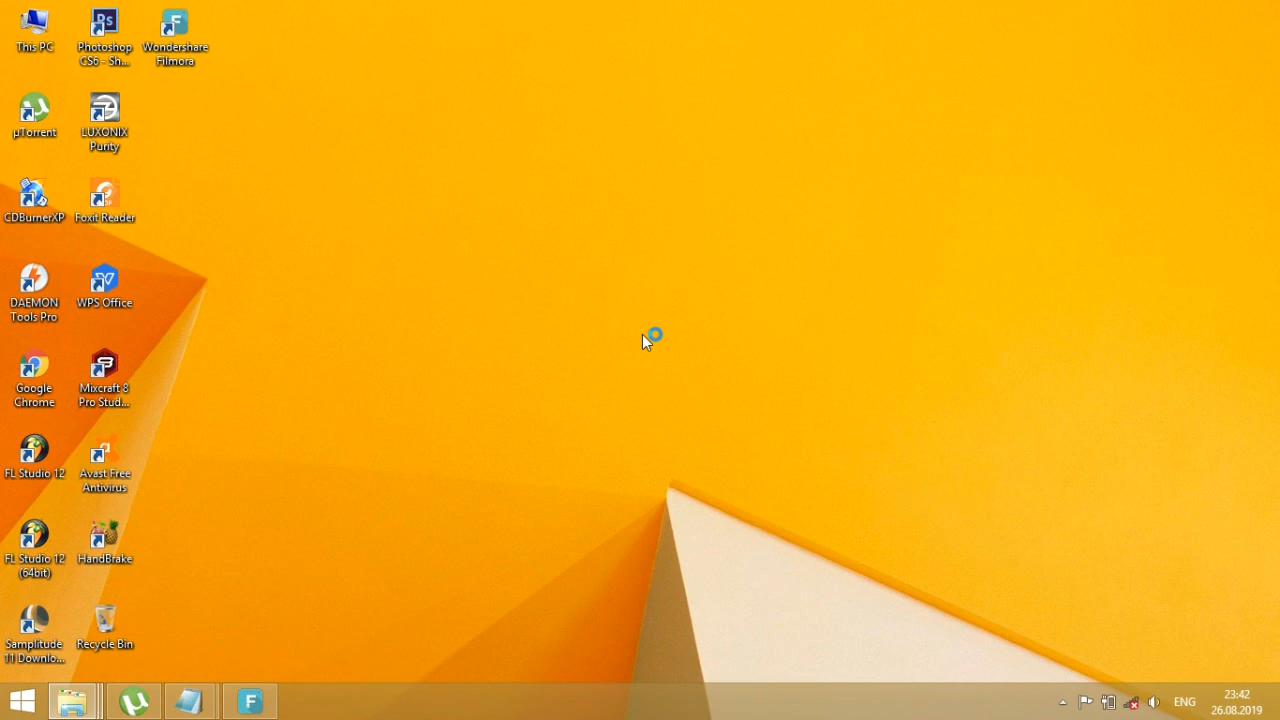 This PC
Photoshop
CS6 - Sh...
Wondershare
Filmora
µTorrent
LUXONIX
Purity
CDBurnerXP
Foxit Reader
DAEMON
Tools Pro
WPS Office
Google
Chrome
Mixcraft 8
Pro Stud...
FL Studio 12
Avast Free
Antivirus
FL Studio 12
(64bit)
HandBrake
Samplitude
11 Downlo...
Recycle Bin
ENG
23:42
26.08.2019